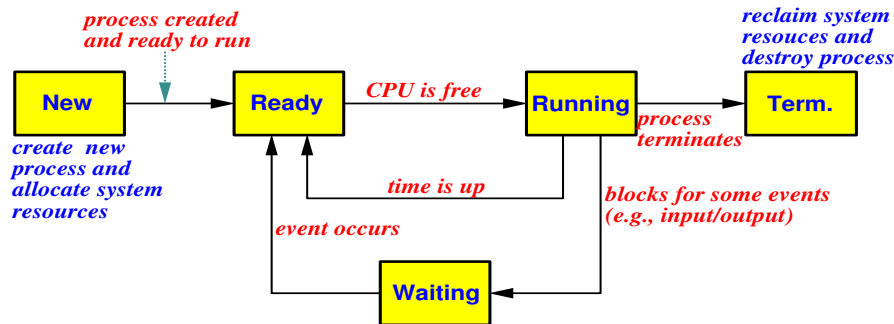 process created
and ready to run
reclaim system
resouces and
destroy process
New
Ready
CPU is free
Running
Term.
create new
process and
allocate system
resources
process
terminates
time is up
blocks for some events
(e.g., input/output)
event occurs
Waiting